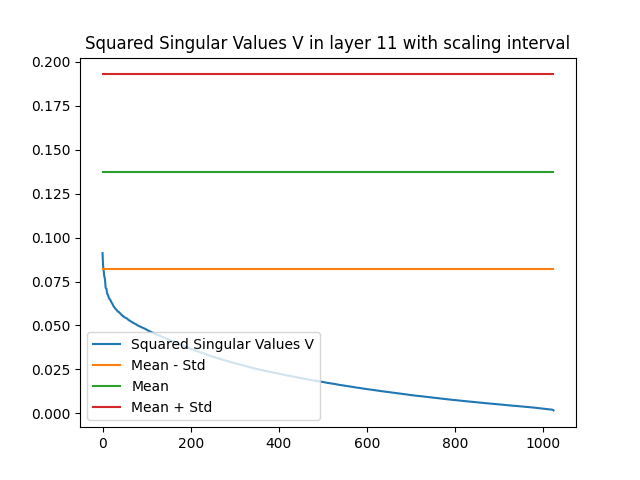 Squared Singular Values V in layer 11 with scaling interval
0.200
0.175
0.150
0.125
0.100
0.075
0.050
0.025
0.000
Squared Singular Values V
Mean - Std
Mean
Mean + Std
0 200 400 600 800 1000